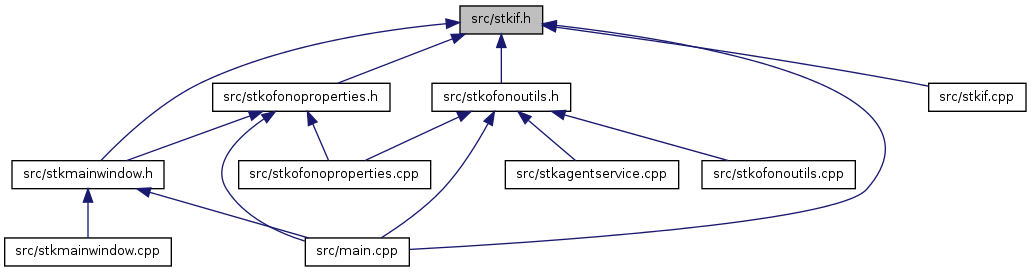 src/stkif.h
src/stkofonoproperties.h
src/stkofonoutils.h
src/stkif.cpp
src/stkmainwindow.h
src/stkofonoproperties.cpp
src/stkagentservice.cpp
src/stkofonoutils.cpp
src/stkmainwindow.cpp
src/main.cpp